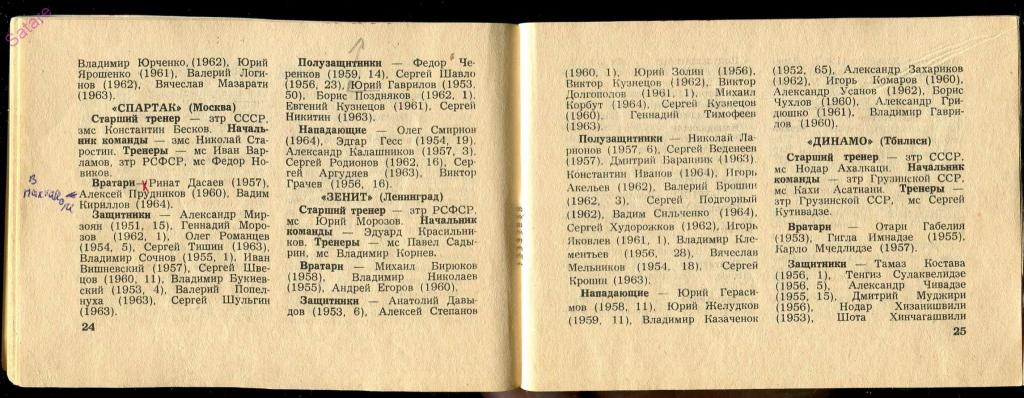 Sataje
Владимир Юрченко, (1962), Юрий
Ярошенко (1961), Валерий Логи-
нов (1962), Вячеслав Мазарати
(1963).
«СПАРТАК» (Москва)
Старший тренер — зтр СССР,
змс Константин Бесков. Началь-
ник команды — змс Николай Ста-
ростин. Тренеры — мс Иван Вар-
ламов, зтр РСФСР, мс Федор Но-
виков.
Вратари — Ринат Дасаев (1957),
Алексей Прудников (1960), Вадим
Кириллов (1964).
Защитники — Александр Мир-
зоян (1951, 15), Геннадий Моро-
зов (1962, 1), Олег Романцев
(1954, 5), Сергей Тишин (1963),
Владимир Сочнов (1955, 1), Иван
Вишневский (1957), Сергей Шве-
цов (1960, 11), Владимир Букиев-
ский (1953, 4), Валерий Попел-
нуха (1963), Сергей Шульгин
(1963).
24
В
Полузащитники — Федор Че-
ренков (1959, 14), Сергей Шавло
(1956, 23), Юрий Гаврилов (1953,
50), Борис Поздняков (1962, 1),
Евгений Кузнецов (1961), Сергей
Никитин (1963).
Нападающие — Олег Смирнов
(1964), Эдгар Гесс (1954, 19),
Александр Калашников (1957, 3),
Сергей Родионов (1962, 16), Сер-
гей Аргудяев (1963), Виктор
Грачев (1956, 16).
«ЗЕНИТ» (Ленинград)
Старший тренер — зтр РСФСР,
мс Юрий Морозов. Начальник
команды — Эдуард Красильни-
ков. Тренеры — мс Павел Сады-
рин, мс Владимир Корнев.
Вратари — Михаил Бирюков
(1958), Владимир Николаев
(1955), Андрей Егоров (1960).
Защитники — Анатолий Давы-
дов (1953, 6), Алексей Степанов
(1960, 1), Юрий Золин (1956),
Виктор Кузнецов (1962), Виктор
Долгополов (1961, 1), Михаил
Корбут (1964), Сергей Кузнецов
(1960), Геннадий Тимофеев
(1963).
Полузащитники — Николай Ла-
рионов (1957, 6), Сергей Веденеев
(1957), Дмитрий Баранник (1963),
Константин Иванов (1964), Игорь
Акельев (1962), Валерий Брошин
(1962, 3), Сергей Подгорный
(1962), Вадим Сильченко (1964),
Сергей Худорожков (1962), Игорь
Яковлев (1961, 1), Владимир Кле-
ментьев (1956, 28), Вячеслав
Мельников (1954, 18), Сергей
Кропин (1963).
Нападающие — Юрий Гераси-
мов (1958, 11), Юрий Желудков
(1959, 11), Владимир Казаченок
(1952, 65), Александр Захариков
(1962), Игорь Комаров (1960),
Александр Усанов (1962), Борис
Чухлов (1960), Александр Гри-
дюшко (1961), Владимир Гаври-
лов (1960).
«ДИНАМО» (Тбилиси)
Старший тренер — зтр СССР,
мс Нодар Ахалкаци. Начальник
команды — зтр Грузинской ССР,
мс Кахи Асатиани. Тренеры —
зтр Грузинской ССР, мс Сергей
Кутивадзе.
Вратари — Отари Габелия
(1953), Гигла Имнадзе (1955),
Карло Мчедлидзе (1957).
Защитники — Тамаз Костава
(1956, 1), Тенгиз Сулаквелидзе
(1956, 5), Александр Чивадзе
(1955, 15), Дмитрий Муджири
(1956), Нодар Хизанишвили
(1953), Шота Хинчагашвили
25